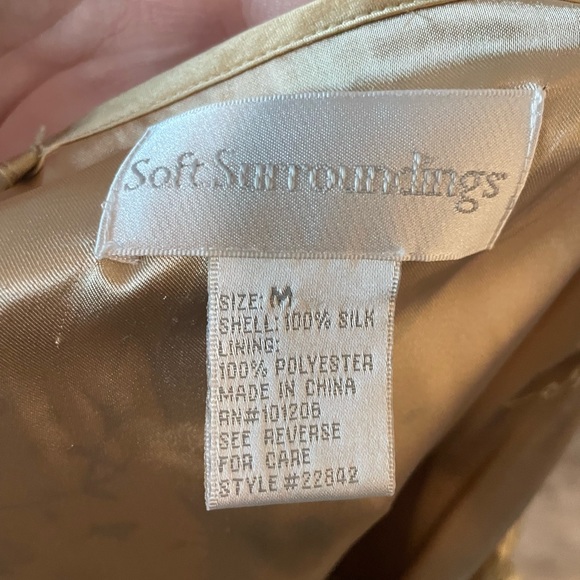 Soft Surroundings
SIZE: M
SHELL: 100% SILK
LINING:
100% POLYESTER
MADE IN CHINA
RN#101206
SEE REVERSE
FOR CARE
STYLE #22842